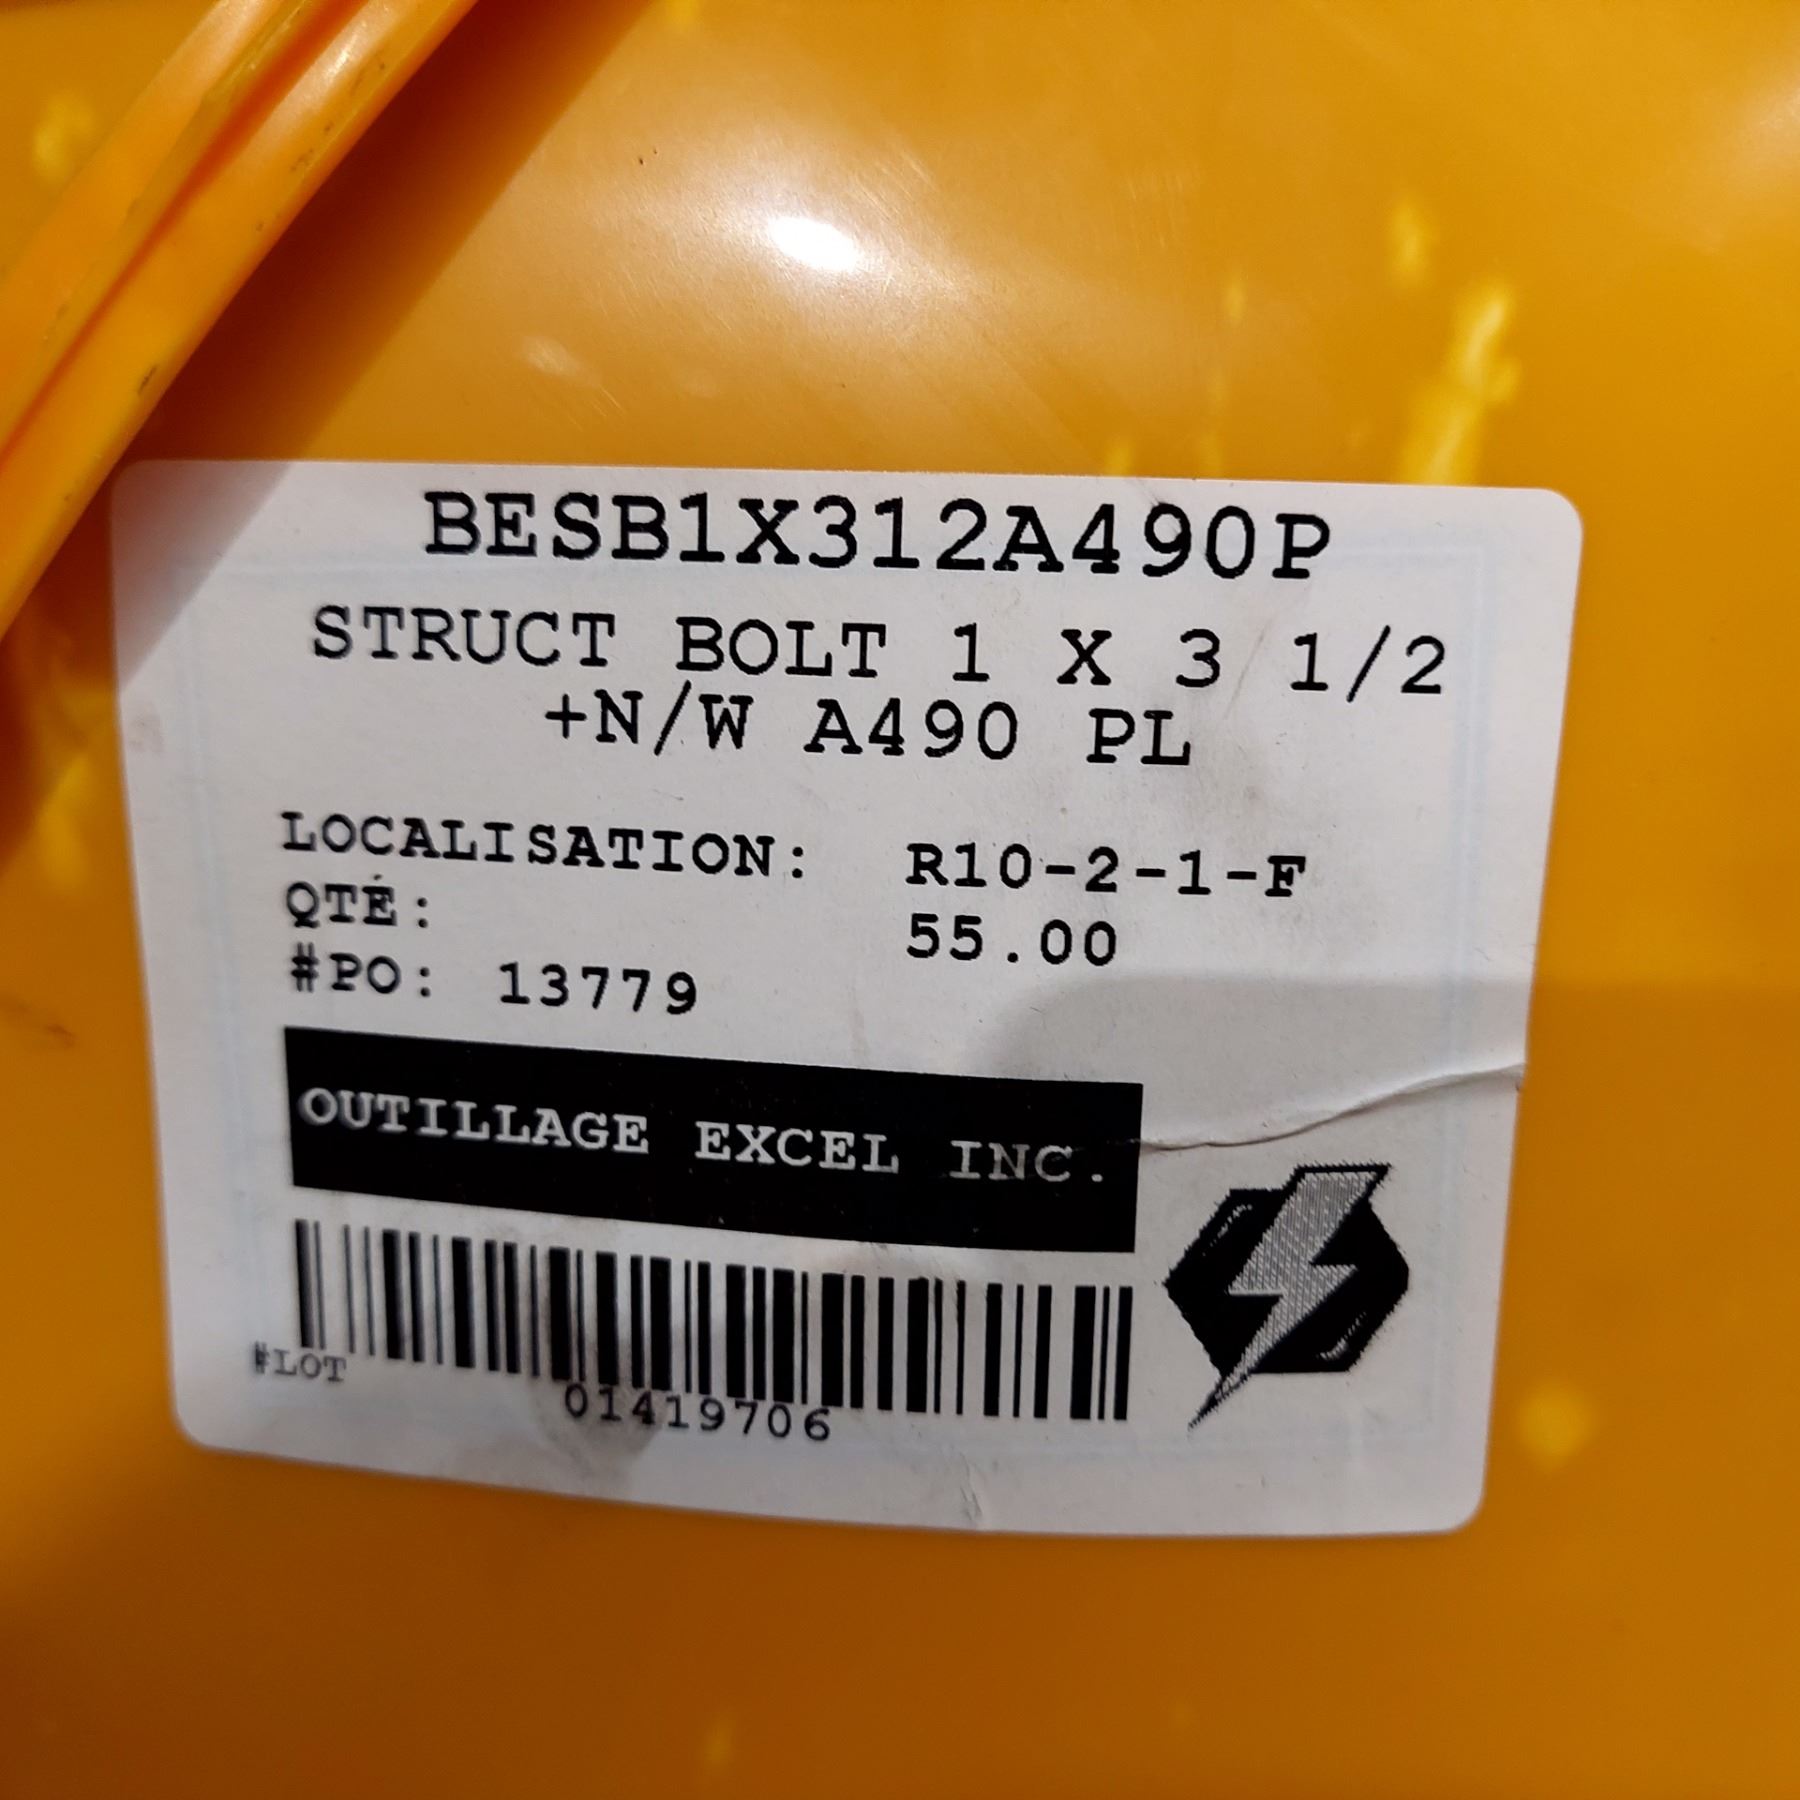 BESB1X312A490P
STRUCT BOLT 1 X 3 1/2
+N/W A490 PL
LOCALISATION: R10-2-1-F
QTÉ: 55.00
#PO: 13779
OUTILLAGE EXCEL INC.
#LOT
01419706